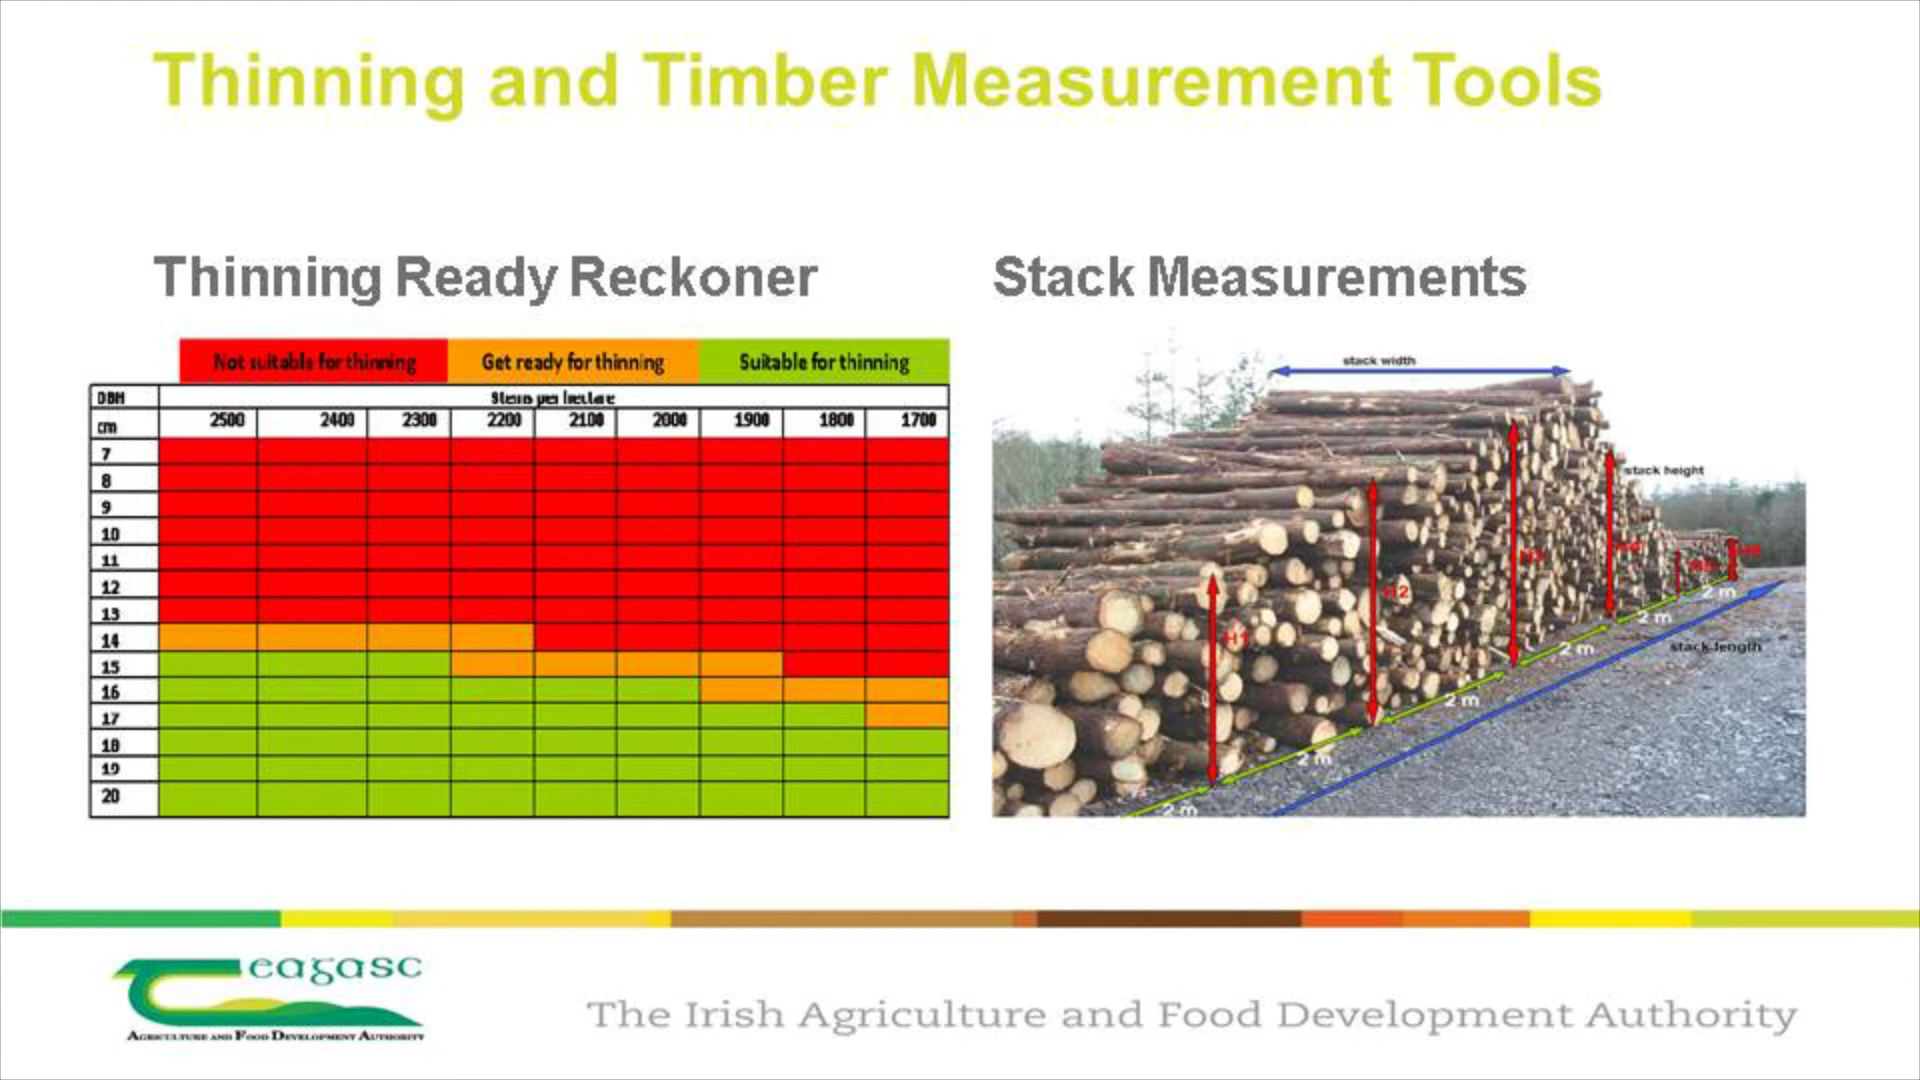 Thinning and Timber Measurement Tools
Thinning Ready Reckoner
Not suitable for thinning Get ready for thinning Suitable for thinning
DBH Stems per hectare
cm 2500 2400 2300 2200 2100 2000 1900 1800 1700
7
8
9
10
11
12
13
14
15
16
17
18
19
20
Stack Measurements
stack width
stack height
H1
H2
H3
2 m
2 m
2 m
2 m
2 m
2 m
stack length
Teagasc
AGRICULTURE AND FOOD DEVELOPMENT AUTHORITY
The Irish Agriculture and Food Development Authority